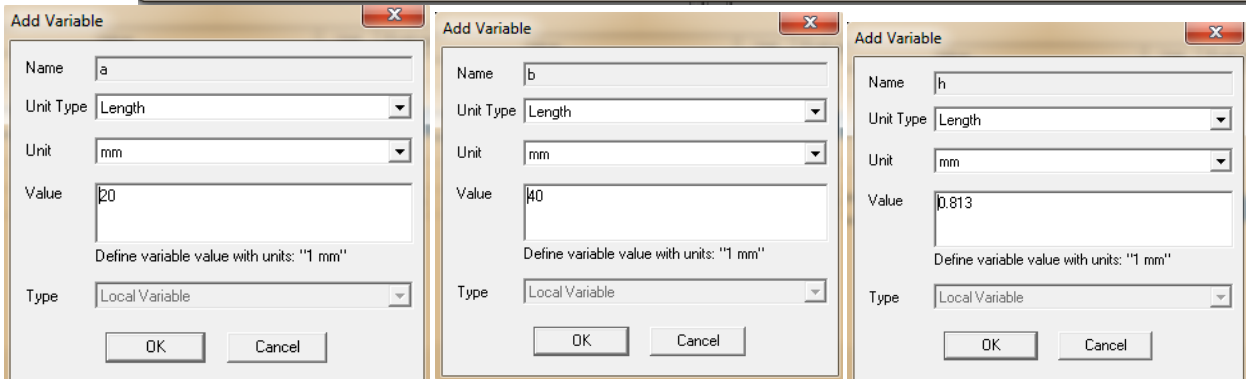 Add Variable
Name a
Unit Type Length
Unit mm
Value 20
Define variable value with units: "1 mm"
Type Local Variable
OK Cancel
Add Variable
Name b
Unit Type Length
Unit mm
Value 40
Define variable value with units: "1 mm"
Type Local Variable
OK Cancel
Add Variable
Name h
Unit Type Length
Unit mm
Value 0.813
Define variable value with units: "1 mm"
Type Local Variable
OK Cancel